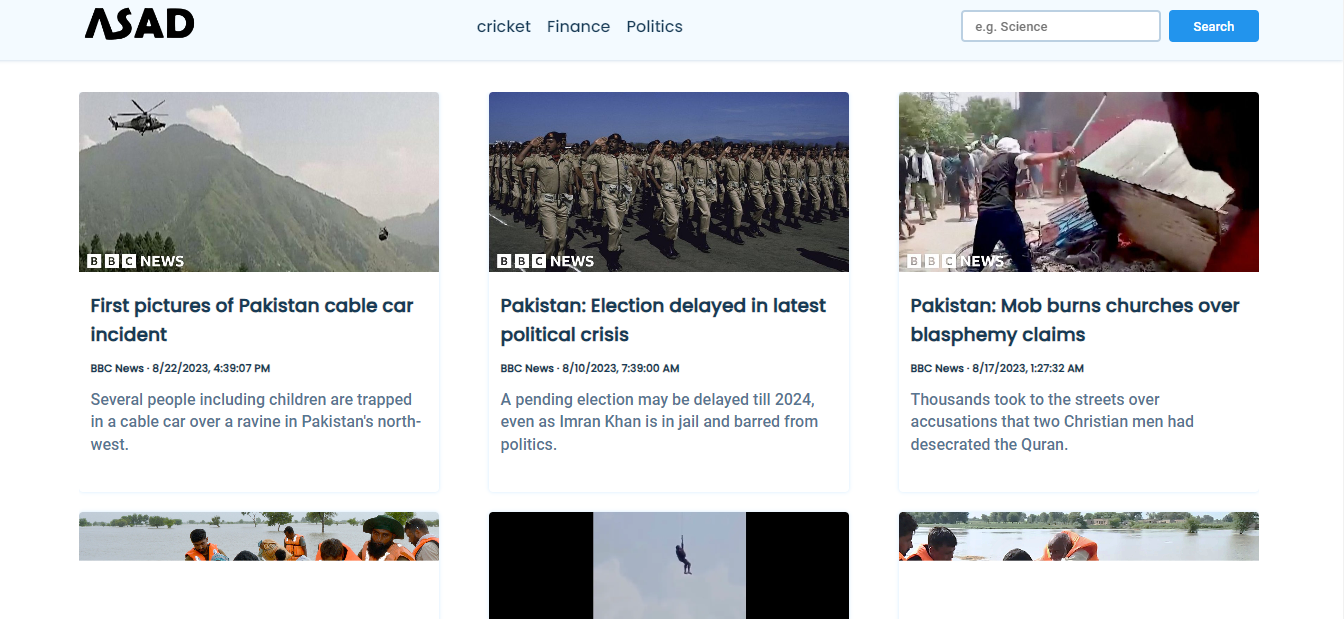 ASAD
cricket Finance Politics
e.g. Science
Search
BBC NEWS
First pictures of Pakistan cable car
incident
BBC News · 8/22/2023, 4:39:07 PM
Several people including children are trapped
in a cable car over a ravine in Pakistan's north-
west.
BBC NEWS
Pakistan: Election delayed in latest
political crisis
BBC News · 8/10/2023, 7:39:00 AM
A pending election may be delayed till 2024,
even as Imran Khan is in jail and barred from
politics.
BBC NEWS
Pakistan: Mob burns churches over
blasphemy claims
BBC News · 8/17/2023, 1:27:32 AM
Thousands took to the streets over
accusations that two Christian men had
desecrated the Quran.